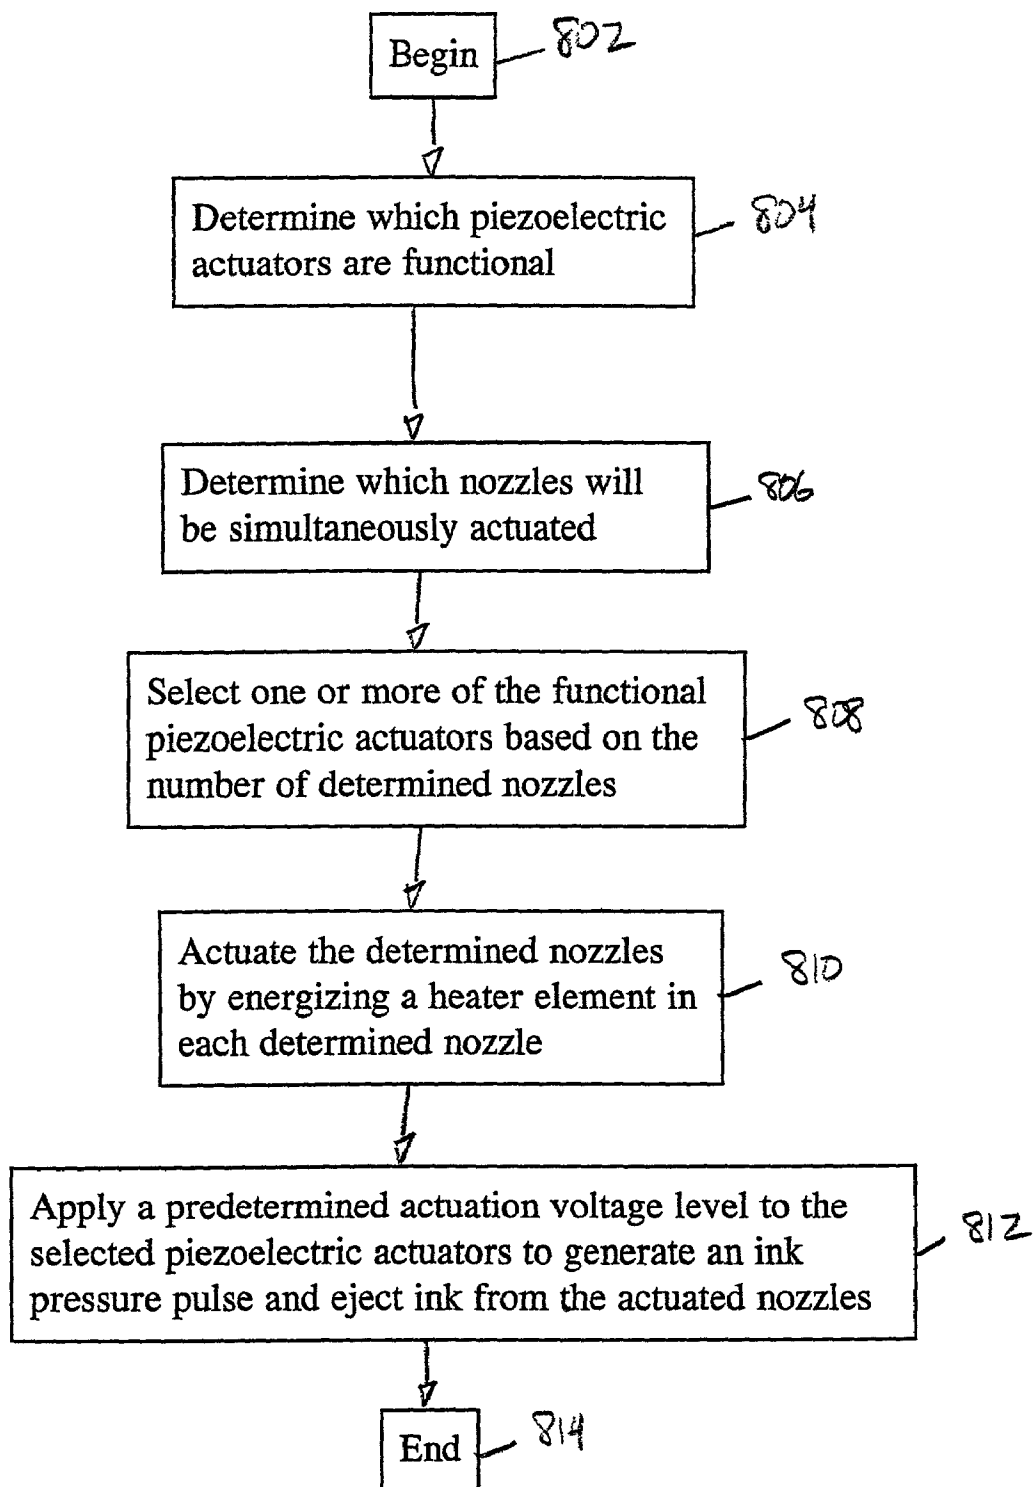 Begin 802
Determine which piezoelectric 804
actuators are functional
Determine which nozzles will 806
be simultaneously actuated
Select one or more of the functional
piezoelectric actuators based on the 808
number of determined nozzles
Actuate the determined nozzles
by energizing a heater element in 810
each determined nozzle
Apply a predetermined actuation voltage level to the
selected piezoelectric actuators to generate an ink 812
pressure pulse and eject ink from the actuated nozzles
End 814